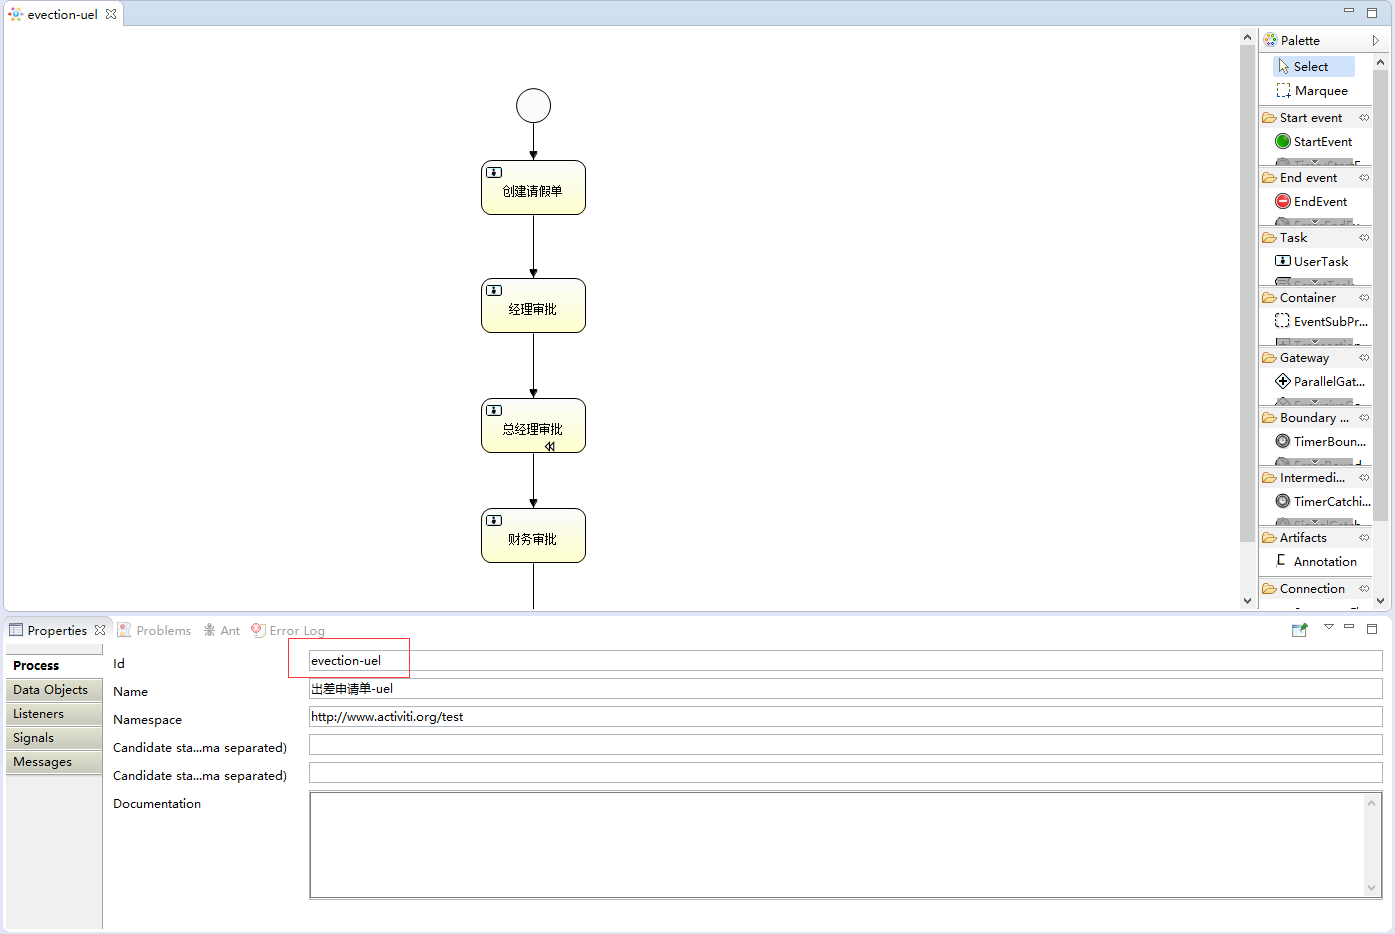 evection-uel
Palette
Select
Marquee
Start event
StartEvent
End event
EndEvent
Task
UserTask
Container
EventSubPr...
Gateway
ParallelGat...
Boundary ...
TimerBoun...
Intermedi...
TimerCatchi...
Artifacts
Annotation
Connection
创建请假单
经理审批
总经理审批
财务审批
Properties
Problems
Ant
Error Log
Process
Data Objects
Listeners
Signals
Messages
Id
evection-uel
Name
出差申请单-uel
Namespace
http://www.activiti.org/test
Candidate sta...ma separated)
Candidate sta...ma separated)
Documentation